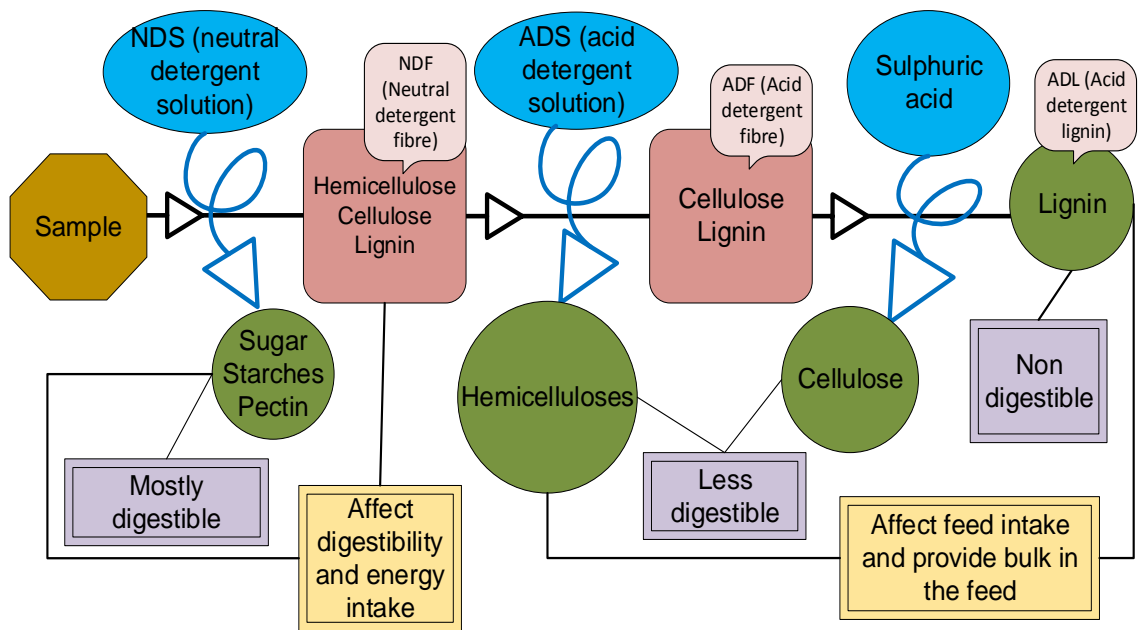 NDS (neutral
detergent
solution)
NDF
(Neutral
detergent
fibre)
ADS (acid
detergent
solution)
ADF (Acid
detergent
fibre)
Sulphuric
acid
ADL (Acid
detergent
lignin)
Sample
Hemicellulose
Cellulose
Lignin
Cellulose
Lignin
Lignin
Sugar
Starches
Pectin
Hemicelluloses
Cellulose
Non
digestible
Mostly
digestible
Affect
digestibility
and energy
intake
Less
digestible
Affect feed intake
and provide bulk in
the feed